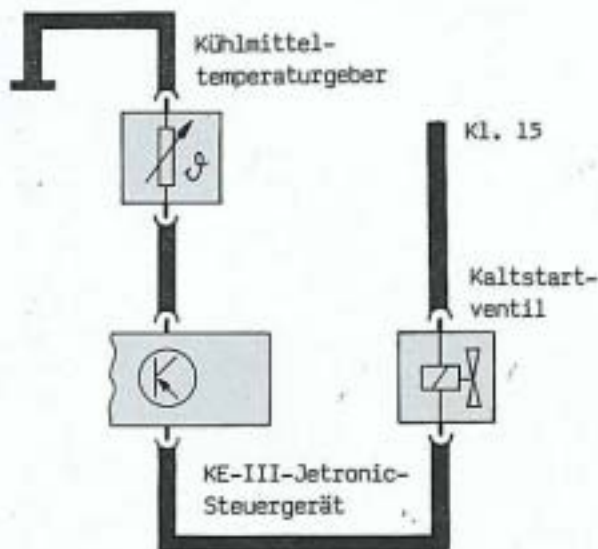 Kühlmittel-
temperaturgeber
Kl. 15
ϑ
Kaltstart-
ventil
KE-III-Jetronic-
Steuergerät